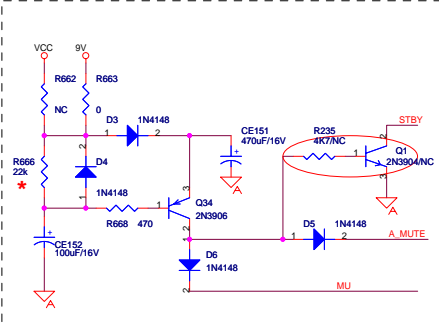 VCC 9V
R662 R663
NC 0
D3 1N4148
1 2
CE151
470uF/16V
R235
4K7/NC
STBY
Q1
2N3904/NC
1 2 3
R666
22k
*
D4
2 1
1N4148
R668 470
1 2 3
Q34
2N3906
CE152
100uF/16V
D5 1N4148
1 2
A_MUTE
D6
1N4148
1 2
MU
A A A